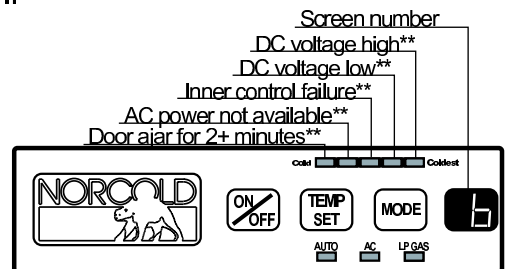 Screen number
DC voltage high**
DC voltage low**
Inner control failure**
AC power not available**
Door ajar for 2+ minutes**
Cold Coldest
NORCOLD
ON/OFF
TEMP SET
MODE
6
AUTO AC LP GAS